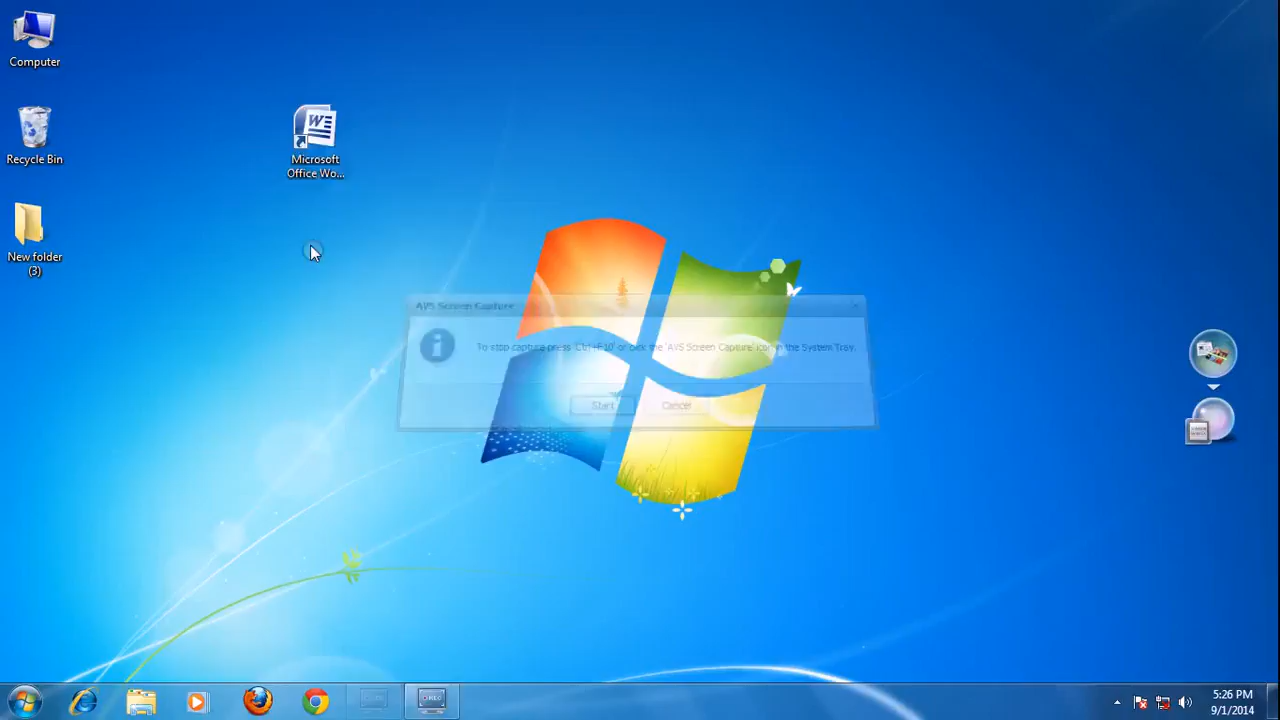 Computer
Recycle Bin
New folder
(3)
Microsoft
Office Wo...
AVS Screen Capture
To stop capture press 'Ctrl+F10' or click the 'AVS Screen Capture' icon in the System Tray.
Start
Cancel
5:26 PM
9/1/2014